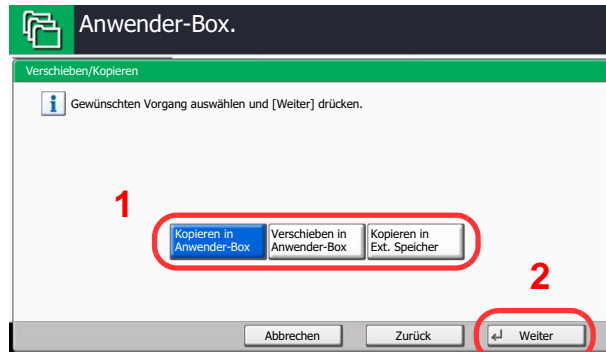 Anwender-Box.
Verschieben/Kopieren
Gewünschten Vorgang auswählen und [Weiter] drücken.
1
Kopieren in
Anwender-Box
Verschieben in
Anwender-Box
Kopieren in
Ext. Speicher
2
Abbrechen
Zurück
Weiter